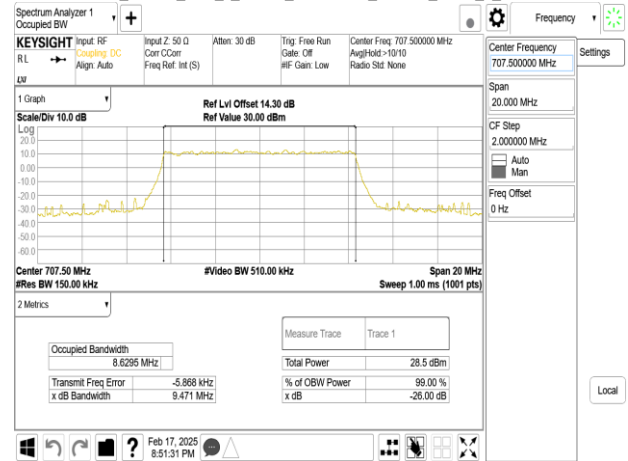 Spectrum Analyzer 1
Occupied BW
Frequency
KEYSIGHT
Input: RF
Coupling: DC
Align: Auto
Input Z: 50 Ω
Corr CCorr
Freq Ref: Int (S)
Atten: 30 dB
Trig: Free Run
Gate: Off
#IF Gain: Low
Center Freq: 707.500000 MHz
Avg|Hold:>10/10
Radio Std: None
RL
LXI
Center Frequency
707.500000 MHz
Settings
Span
20.000 MHz
CF Step
2.000000 MHz
Auto
Man
Freq Offset
0 Hz
1 Graph
Ref Lvl Offset 14.30 dB
Scale/Div 10.0 dB
Ref Value 30.00 dBm
Log
20.0
10.0
0.00
-10.0
-20.0
-30.0
-40.0
-50.0
-60.0
Center 707.50 MHz
#Video BW 510.00 kHz
Span 20 MHz
#Res BW 150.00 kHz
Sweep 1.00 ms (1001 pts)
2 Metrics
Measure Trace
Trace 1
Occupied Bandwidth
8.6295 MHz
Total Power
28.5 dBm
Transmit Freq Error
-5.868 kHz
% of OBW Power
99.00 %
x dB Bandwidth
9.471 MHz
x dB
-26.00 dB
Local
Feb 17, 2025
8:51:31 PM